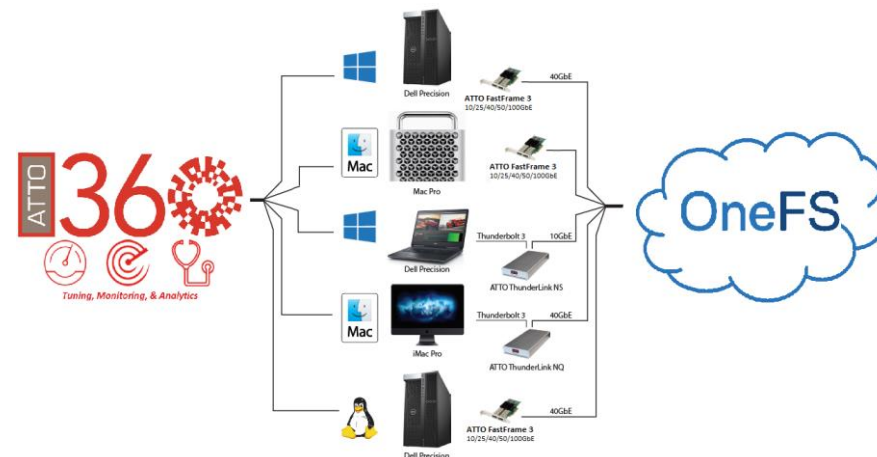 ATTO
360
Tuning, Monitoring, & Analytics
Dell Precision
ATTO FastFrame 3
10/25/40/50/100GbE
40GbE
Mac
Mac Pro
ATTO FastFrame 3
10/25/40/50/100GbE
Dell Precision
Thunderbolt 3
10GbE
ATTO ThunderLink NS
Mac
iMac Pro
Thunderbolt 3
40GbE
ATTO ThunderLink NQ
Dell Precision
ATTO FastFrame 3
10/25/40/50/100GbE
40GbE
OneFS